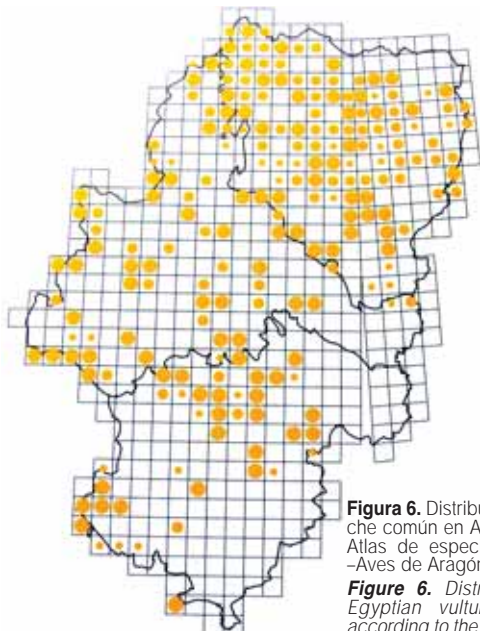 Figura 6. Distribu
che común en A
Atlas de espec
–Aves de Aragón
Figure 6. Distr
Egyptian vultur
according to the